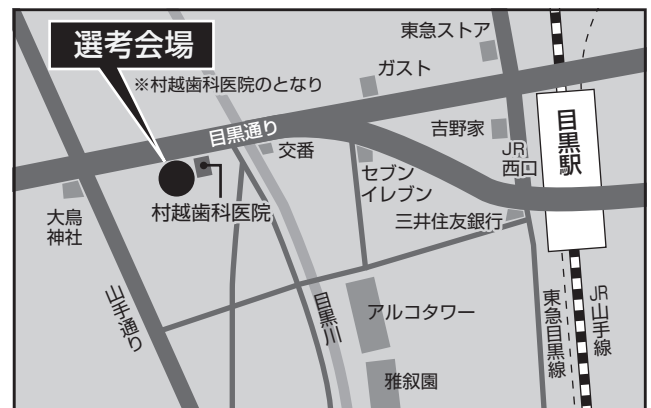 選考会場
東急ストア
ガスト
※村越歯科医院のとなり
目黒通り
吉野家
交番
目黒駅
JR
西口
セブン
イレブン
村越歯科医院
三井住友銀行
大鳥
神社
山手通り
目黒川
アルコタワー
東急目黒線
JR山手線
雅叙園